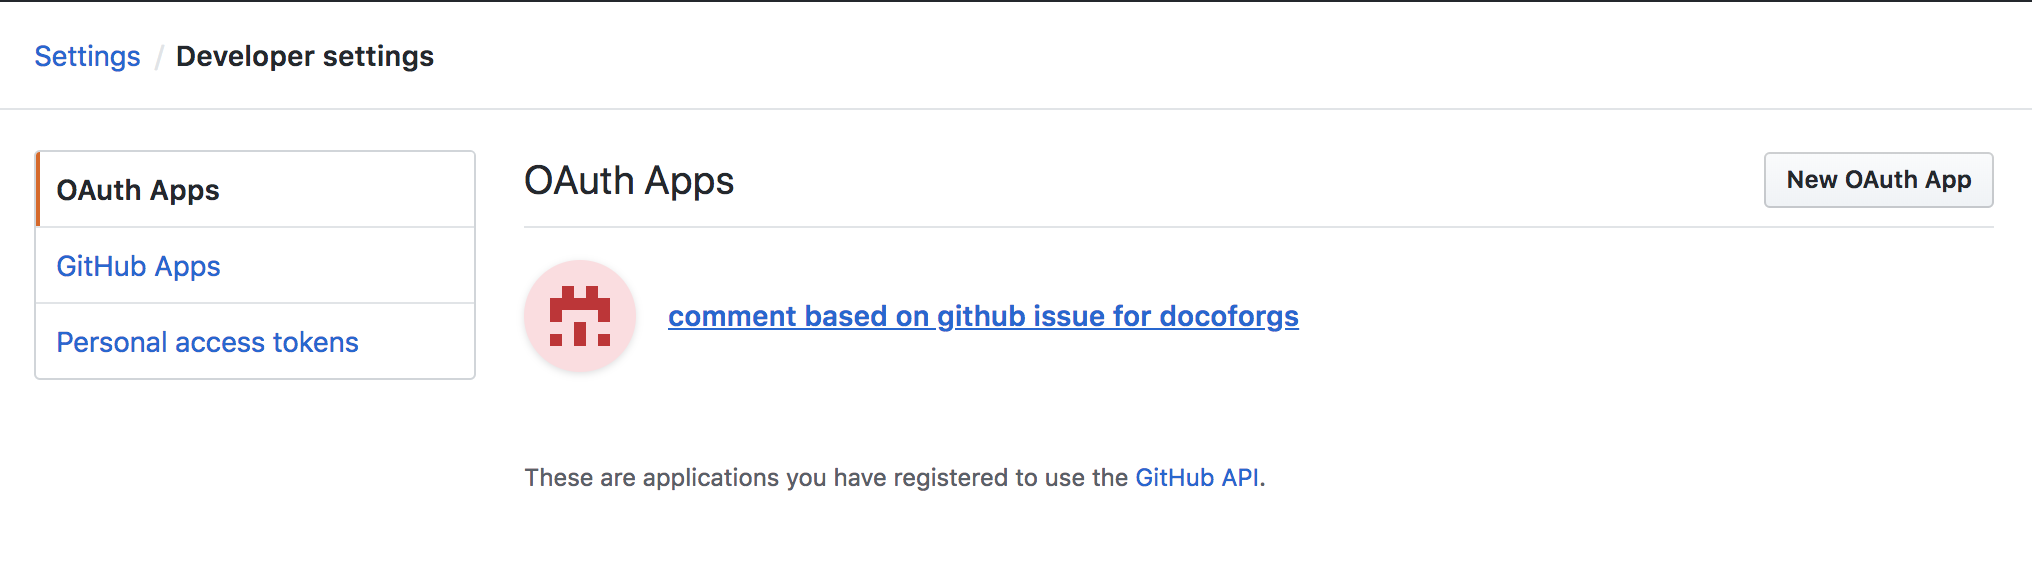 Settings / Developer settings
OAuth Apps
GitHub Apps
Personal access tokens
OAuth Apps
New OAuth App
comment based on github issue for docoforgs
These are applications you have registered to use the GitHub API.